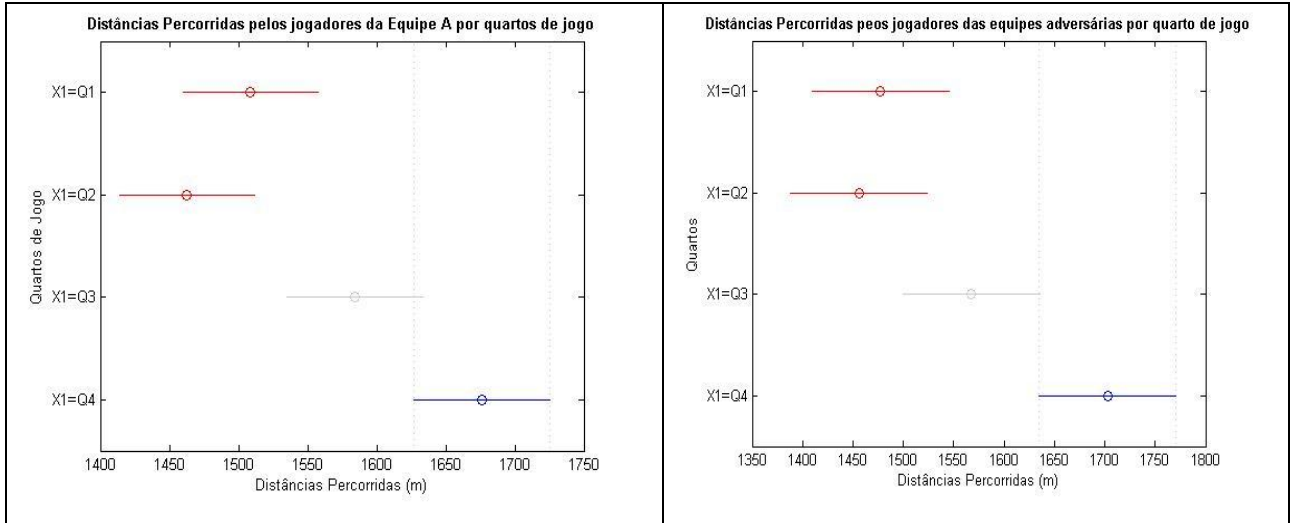 Distâncias Percorridas pelos jogadores da Equipe A por quartos de jogo
X1=Q1
X1=Q2
X1=Q3
X1=Q4
Quartos de Jogo
1400 1450 1500 1550 1600 1650 1700 1750
Distâncias Percorridas (m)
Distâncias Percorridas peos jogadores das equipes adversárias por quarto de jogo
X1=Q1
X1=Q2
X1=Q3
X1=Q4
Quartos
1350 1400 1450 1500 1550 1600 1650 1700 1750 1800
Distâncias Percorridas (m)